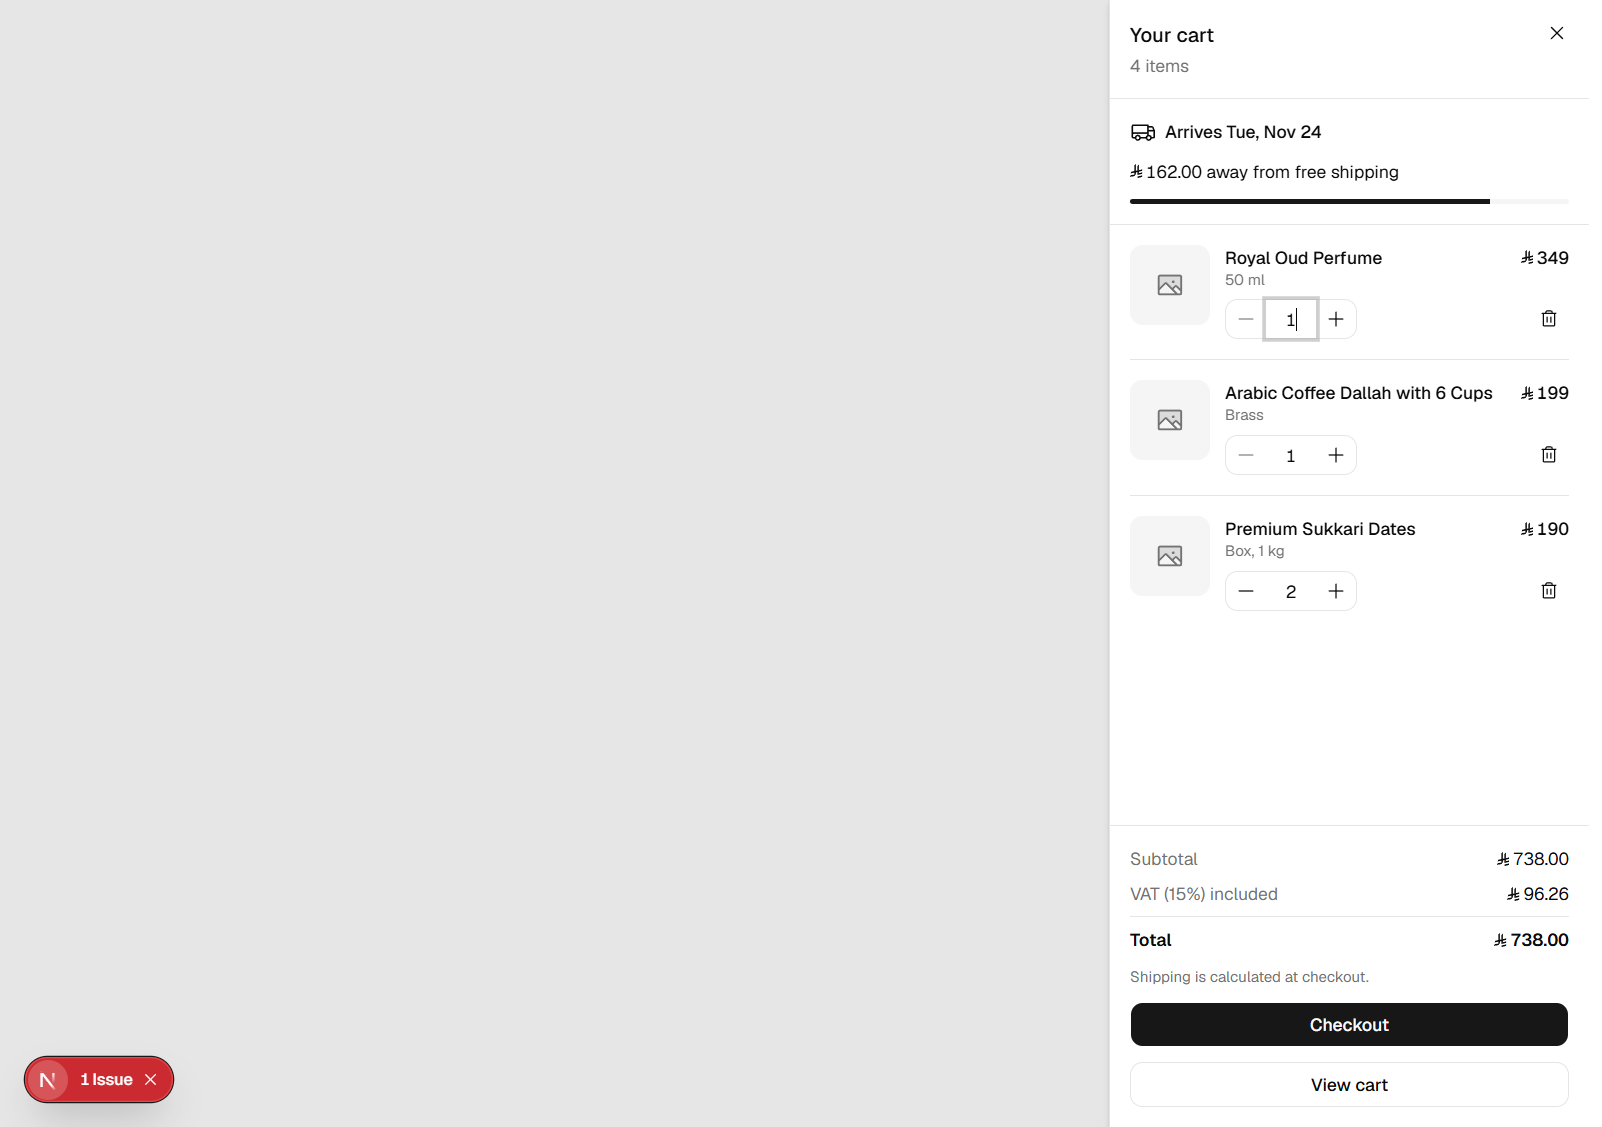 Your cart
4 items
Arrives Tue, Nov 24
⃁ 162.00 away from free shipping
Royal Oud Perfume ⃁ 349
50 ml
1
Arabic Coffee Dallah with 6 Cups ⃁ 199
Brass
1
Premium Sukkari Dates ⃁ 190
Box, 1 kg
2
Subtotal ⃁ 738.00
VAT (15%) included ⃁ 96.26
Total ⃁ 738.00
Shipping is calculated at checkout.
Checkout
View cart
N 1 Issue